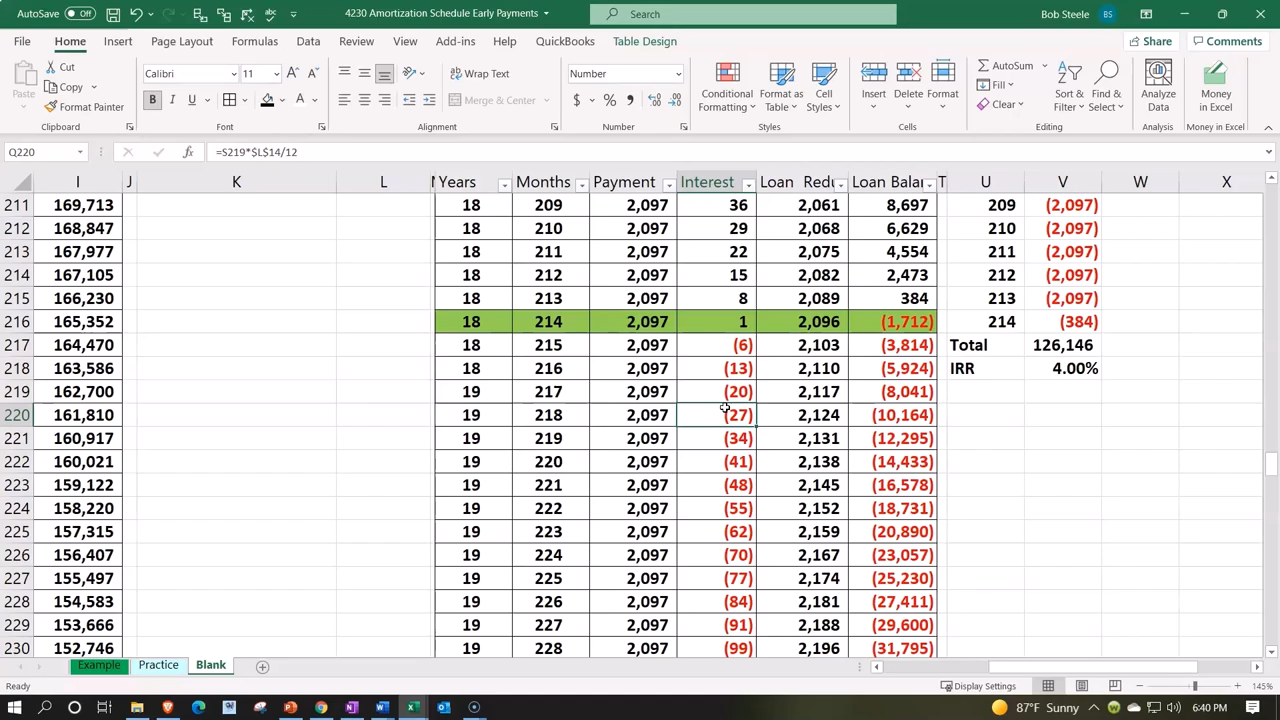 AutoSave Off 4230 Amortization Schedule Early Payments Search Bob Steele BS
File Home Insert Page Layout Formulas Data Review View Add-ins Help QuickBooks Table Design Share Comments
Paste Cut Copy Format Painter Clipboard
Calibri 11 B I U A Font
Wrap Text Merge & Center Alignment
Number $ % Number
Conditional Formatting Format as Table Cell Styles Styles
Insert Delete Format Cells
AutoSum Fill Clear Sort & Filter Find & Select Editing
Analyze Data Analysis
Money in Excel Money in Excel
Q220 fx =S219*$L$14/12
I J K L Years Months Payment Interest Loan Redu Loan Balan T U V W X
211 169,713 18 209 2,097 36 2,061 8,697 209 (2,097)
212 168,847 18 210 2,097 29 2,068 6,629 210 (2,097)
213 167,977 18 211 2,097 22 2,075 4,554 211 (2,097)
214 167,105 18 212 2,097 15 2,082 2,473 212 (2,097)
215 166,230 18 213 2,097 8 2,089 384 213 (2,097)
216 165,352 18 214 2,097 1 2,096 (1,712) 214 (384)
217 164,470 18 215 2,097 (6) 2,103 (3,814) Total 126,146
218 163,586 18 216 2,097 (13) 2,110 (5,924) IRR 4.00%
219 162,700 19 217 2,097 (20) 2,117 (8,041)
220 161,810 19 218 2,097 (27) 2,124 (10,164)
221 160,917 19 219 2,097 (34) 2,131 (12,295)
222 160,021 19 220 2,097 (41) 2,138 (14,433)
223 159,122 19 221 2,097 (48) 2,145 (16,578)
224 158,220 19 222 2,097 (55) 2,152 (18,731)
225 157,315 19 223 2,097 (62) 2,159 (20,890)
226 156,407 19 224 2,097 (70) 2,167 (23,057)
227 155,497 19 225 2,097 (77) 2,174 (25,230)
228 154,583 19 226 2,097 (84) 2,181 (27,411)
229 153,666 19 227 2,097 (91) 2,188 (29,600)
230 152,746 19 228 2,097 (99) 2,196 (31,795)
Example Practice Blank
Ready Display Settings 145%
87°F Sunny 6:40 PM